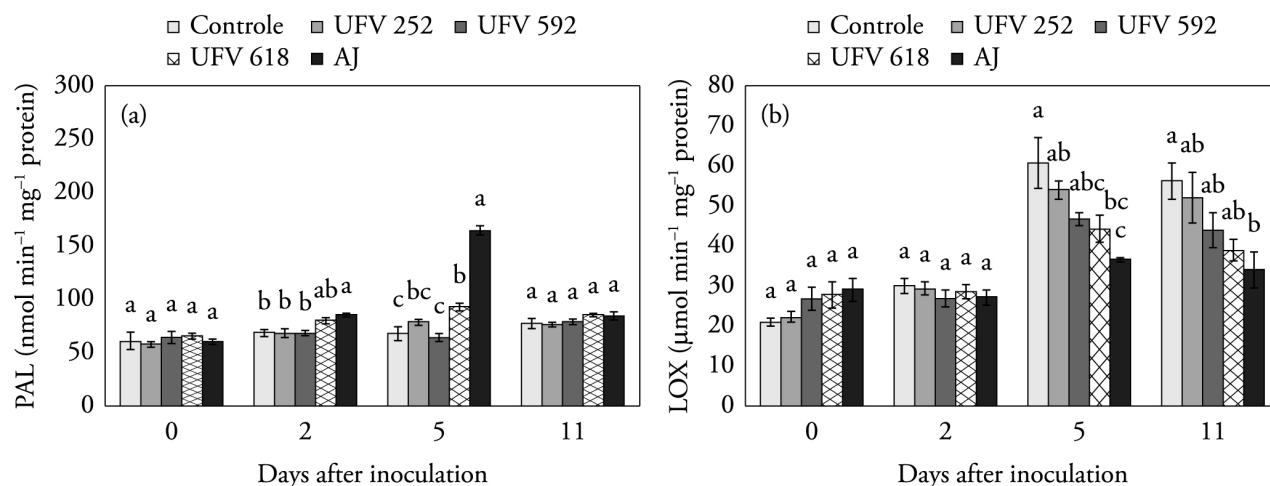 Controle UFV 252 UFV 592
UFV 618 AJ
PAL (nmol min⁻¹ mg⁻¹ protein)
300
250
200
150
100
50
0
(a)
a a a a a
b b b ab a
c bc c b a
a a a a a
0 2 5 11
Days after inoculation
Controle UFV 252 UFV 592
UFV 618 AJ
LOX (µmol min⁻¹ mg⁻¹ protein)
80
70
60
50
40
30
20
10
0
(b)
a a a a a
a a a a a
a ab abc bc c
a ab ab ab b
0 2 5 11
Days after inoculation